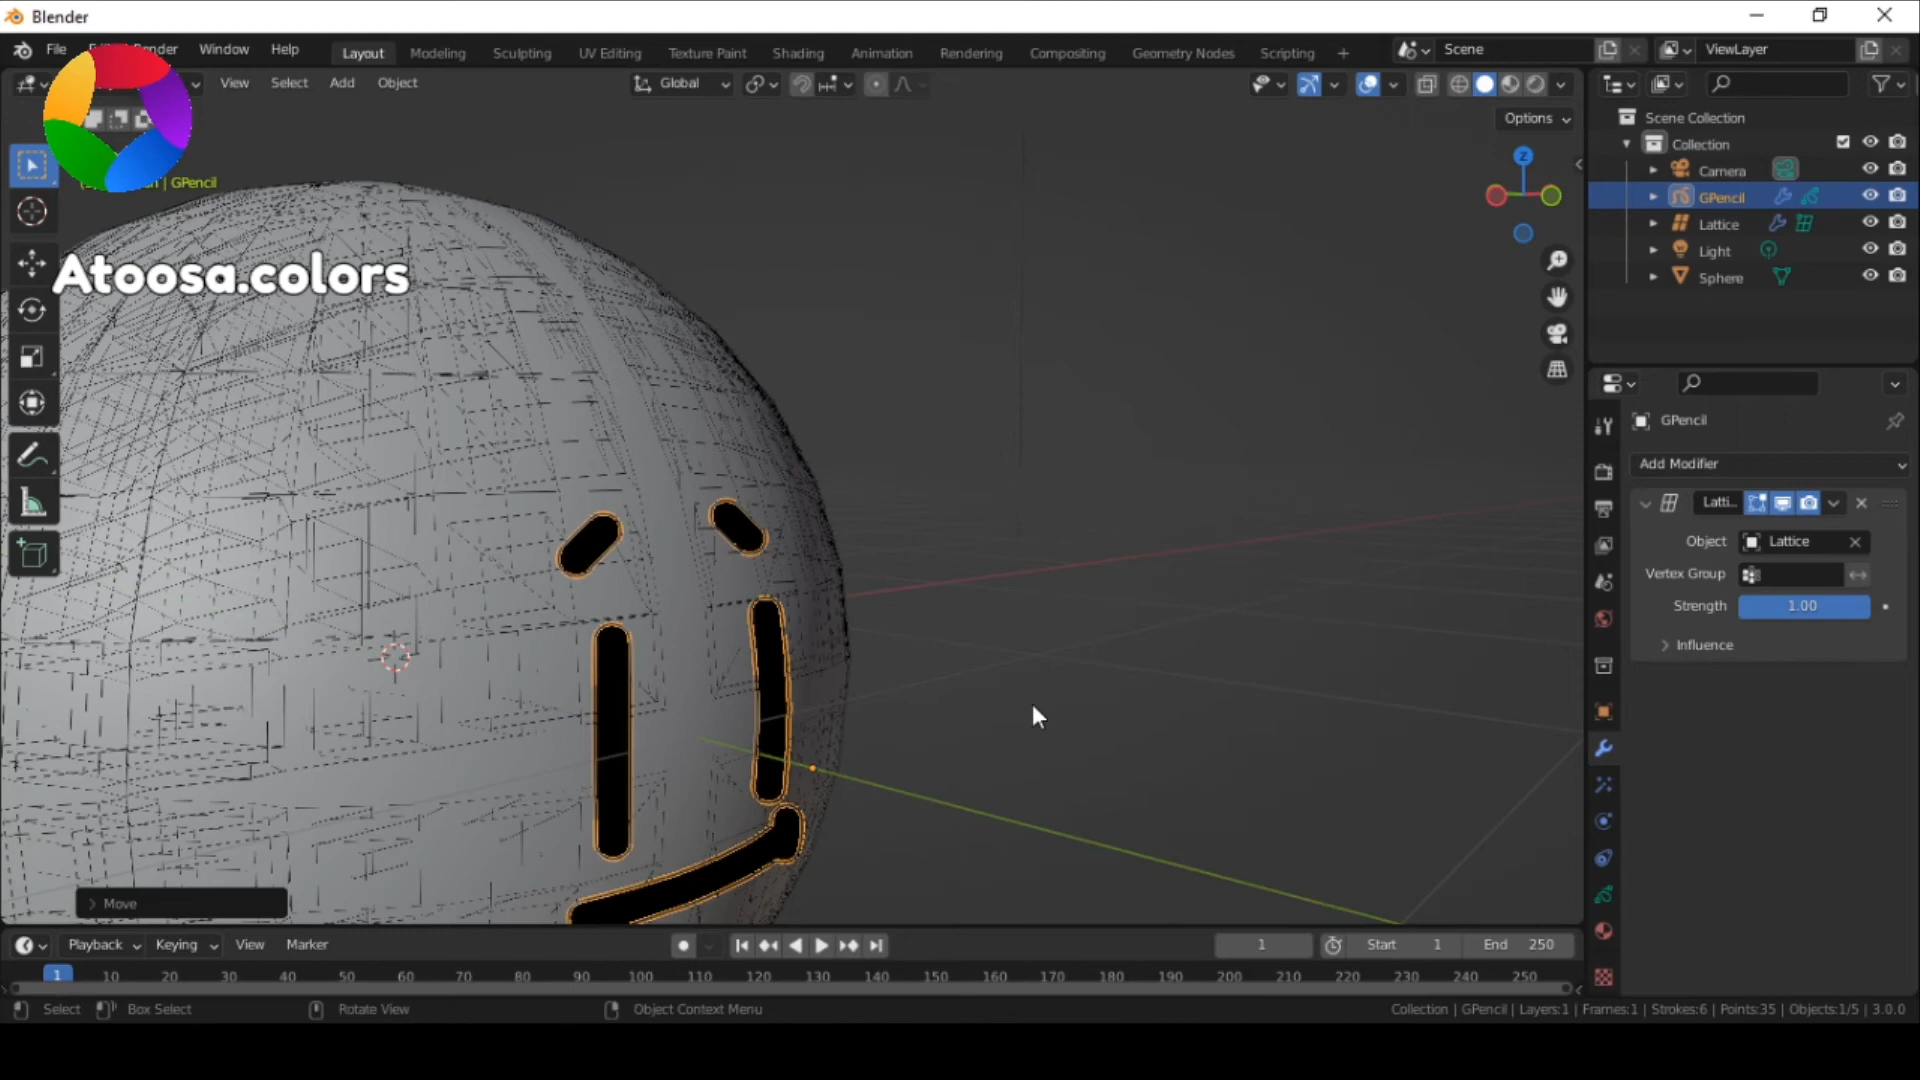 Blender
File Render Window Help Layout Modeling Sculpting UV Editing Texture Paint Shading Animation Rendering Compositing Geometry Nodes Scripting + Scene ViewLayer
View Select Add Object Global
Options
Scene Collection
Collection
Camera
| GPencil
GPencil
Lattice
Light
Sphere
Z
Atoosa.colors
GPencil
Add Modifier
Latti..
Object Lattice
Vertex Group
Strength 1.00
Influence
Move
Playback Keying View Marker 1 Start 1 End 250
1 10 20 30 40 50 60 70 80 90 100 110 120 130 140 150 160 170 180 190 200 210 220 230 240 250
Select Box Select Rotate View Object Context Menu Collection | GPencil | Layers:1 | Frames:1 | Strokes:6 | Points:35 | Objects:1/5 | 3.0.0